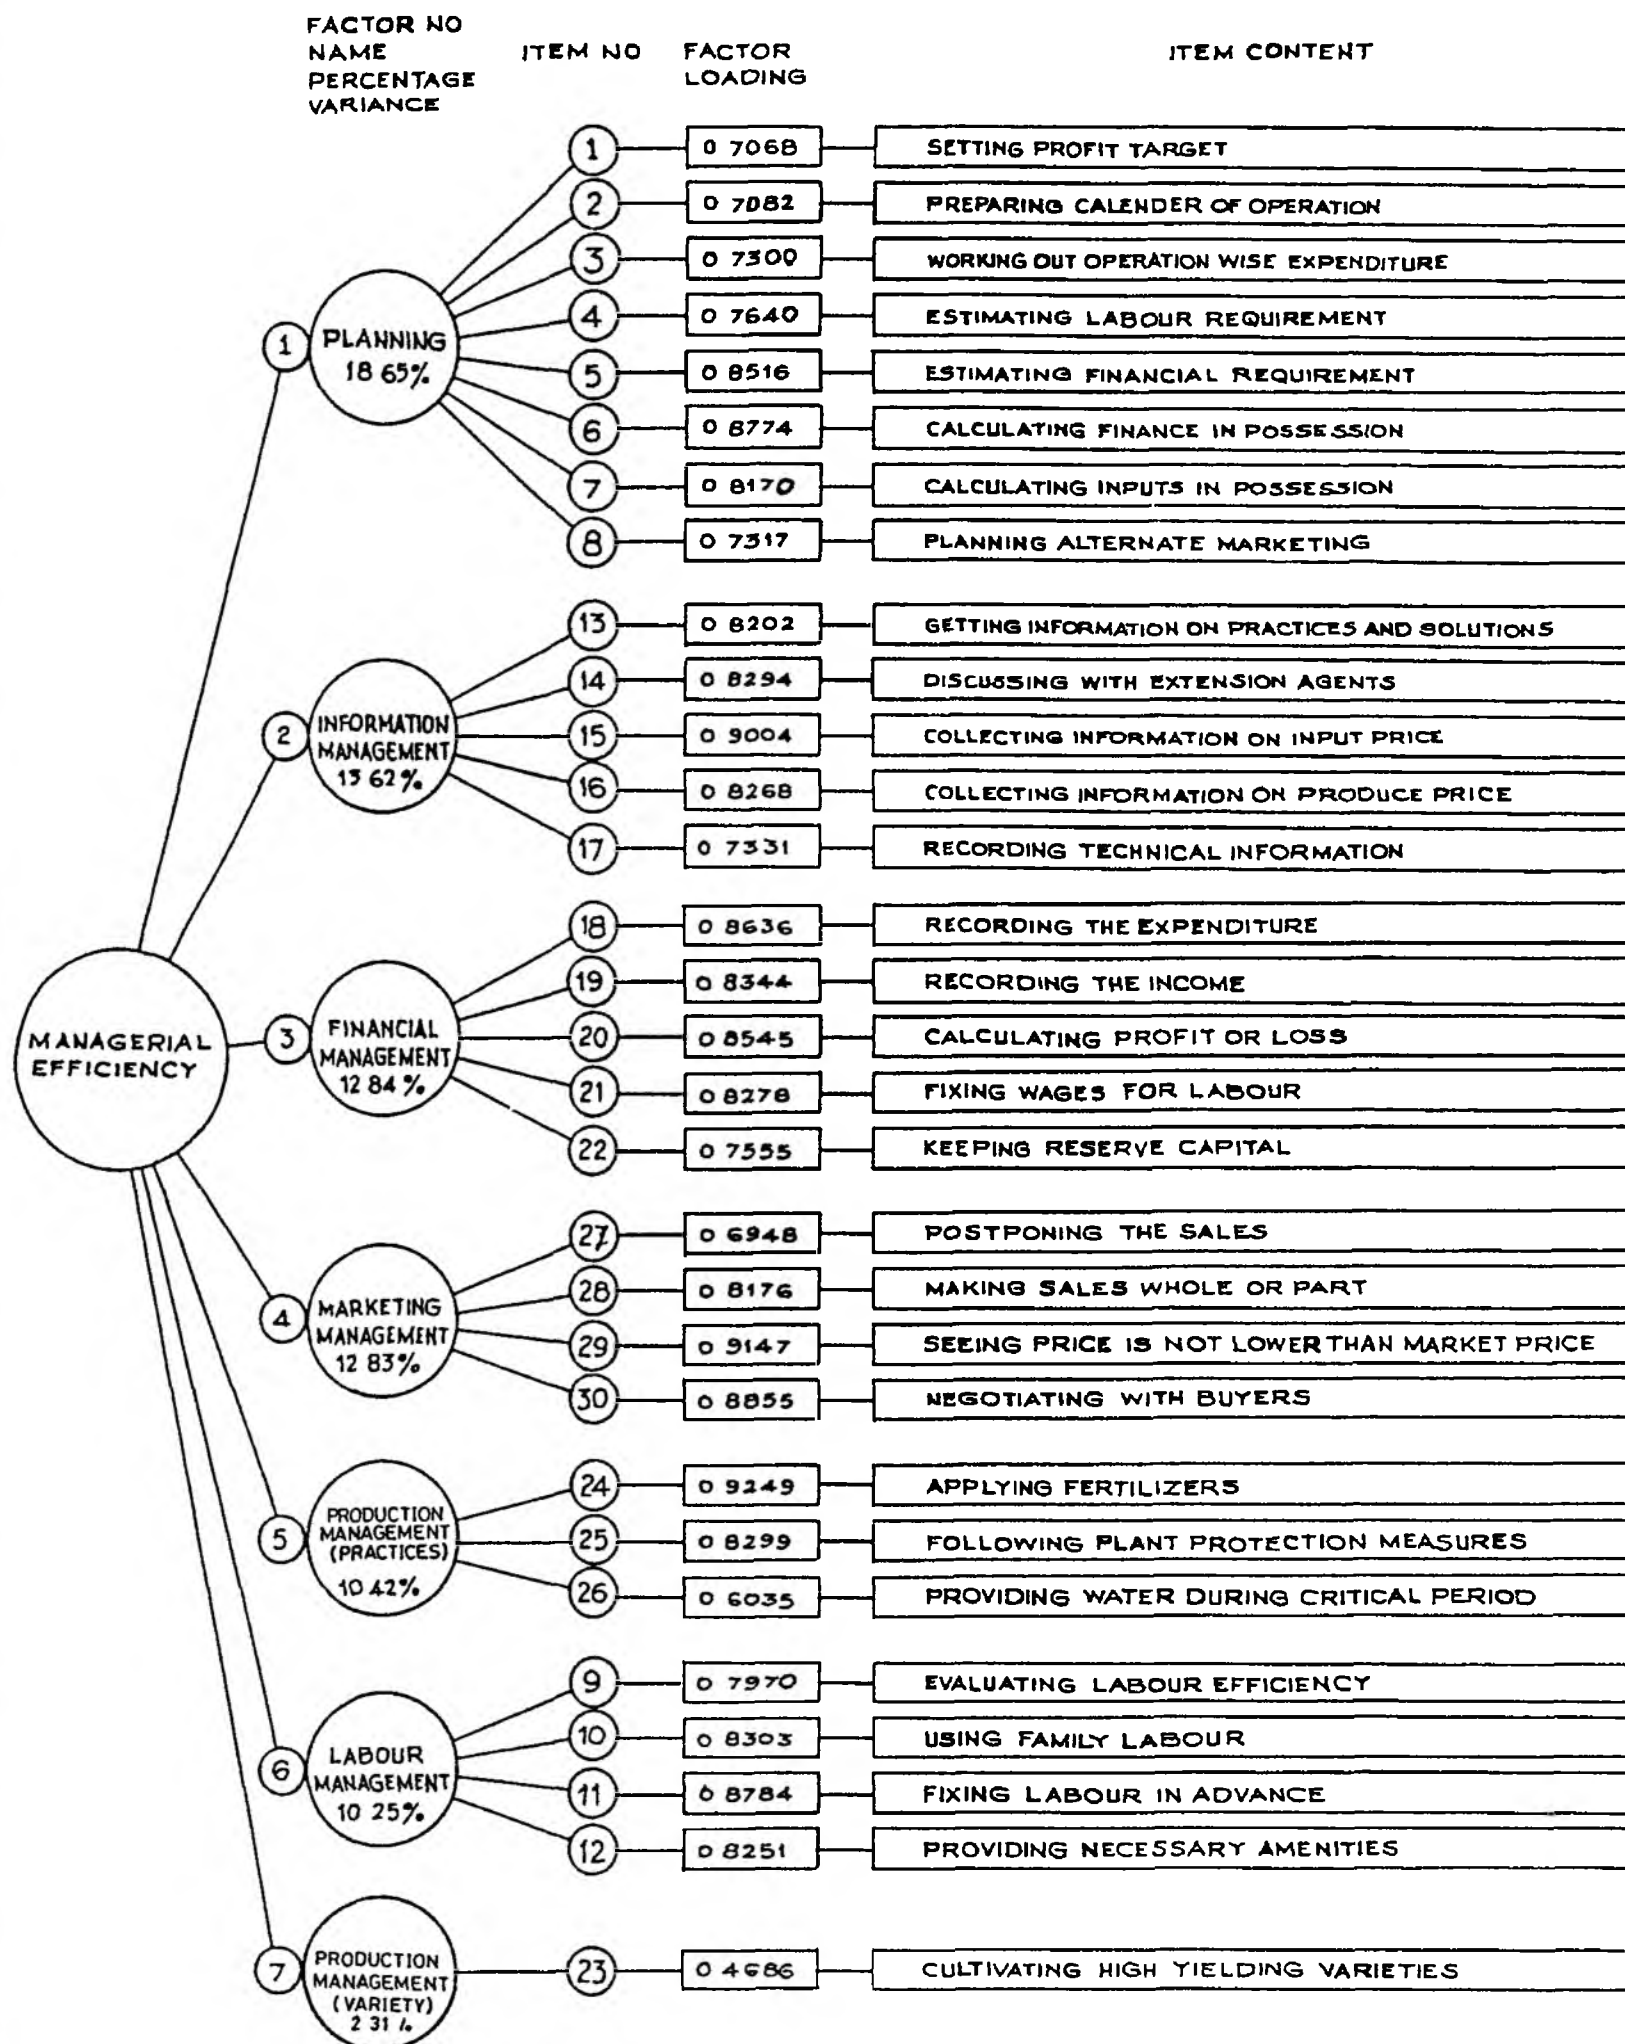 FACTOR NO
NAME
PERCENTAGE
VARIANCE
ITEM NO
FACTOR
LOADING
ITEM CONTENT
MANAGERIAL
EFFICIENCY
1
PLANNING
18 65%
1 0 7068 SETTING PROFIT TARGET
2 0 7082 PREPARING CALENDER OF OPERATION
3 0 7300 WORKING OUT OPERATION WISE EXPENDITURE
4 0 7640 ESTIMATING LABOUR REQUIREMENT
5 0 8516 ESTIMATING FINANCIAL REQUIREMENT
6 0 8774 CALCULATING FINANCE IN POSSESSION
7 0 8170 CALCULATING INPUTS IN POSSESSION
8 0 7317 PLANNING ALTERNATE MARKETING
2
INFORMATION
MANAGEMENT
13 62%
13 0 8202 GETTING INFORMATION ON PRACTICES AND SOLUTIONS
14 0 8294 DISCUSSING WITH EXTENSION AGENTS
15 0 9004 COLLECTING INFORMATION ON INPUT PRICE
16 0 8268 COLLECTING INFORMATION ON PRODUCE PRICE
17 0 7331 RECORDING TECHNICAL INFORMATION
3
FINANCIAL
MANAGEMENT
12 84%
18 0 8636 RECORDING THE EXPENDITURE
19 0 8344 RECORDING THE INCOME
20 0 8545 CALCULATING PROFIT OR LOSS
21 0 8278 FIXING WAGES FOR LABOUR
22 0 7555 KEEPING RESERVE CAPITAL
4
MARKETING
MANAGEMENT
12 83%
27 0 6948 POSTPONING THE SALES
28 0 8176 MAKING SALES WHOLE OR PART
29 0 9147 SEEING PRICE IS NOT LOWER THAN MARKET PRICE
30 0 8855 NEGOTIATING WITH BUYERS
5
PRODUCTION
MANAGEMENT
(PRACTICES)
10 42%
24 0 9249 APPLYING FERTILIZERS
25 0 8299 FOLLOWING PLANT PROTECTION MEASURES
26 0 6035 PROVIDING WATER DURING CRITICAL PERIOD
6
LABOUR
MANAGEMENT
10 25%
9 0 7970 EVALUATING LABOUR EFFICIENCY
10 0 8303 USING FAMILY LABOUR
11 0 8784 FIXING LABOUR IN ADVANCE
12 0 8251 PROVIDING NECESSARY AMENITIES
7
PRODUCTION
MANAGEMENT
(VARIETY)
2 31 %
23 0 4686 CULTIVATING HIGH YIELDING VARIETIES